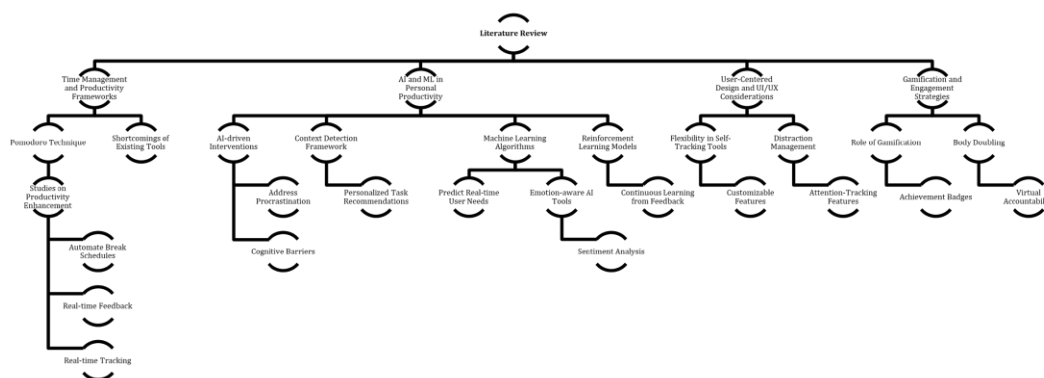 Literature Review
Time Management
and Productivity
Frameworks
AI and ML in
Personal
Productivity
User-Centered
Design and UI/UX
Considerations
Gamification and
Engagement
Strategies
Pomodoro Technique
Shortcomings of
Existing Tools
AI-driven
Interventions
Context Detection
Framework
Machine Learning
Algorithms
Reinforcement
Learning Models
Flexibility in Self-
Tracking Tools
Distraction
Management
Role of Gamification
Body Doubling
Studies on
Productivity
Enhancement
Address
Procrastination
Personalized Task
Recommendations
Predict Real-time
User Needs
Emotion-aware AI
Tools
Continuous Learning
from Feedback
Customizable
Features
Attention-Tracking
Features
Achievement Badges
Virtual
Accountabil
Automate Break
Schedules
Cognitive Barriers
Sentiment Analysis
Real-time Feedback
Real-time Tracking